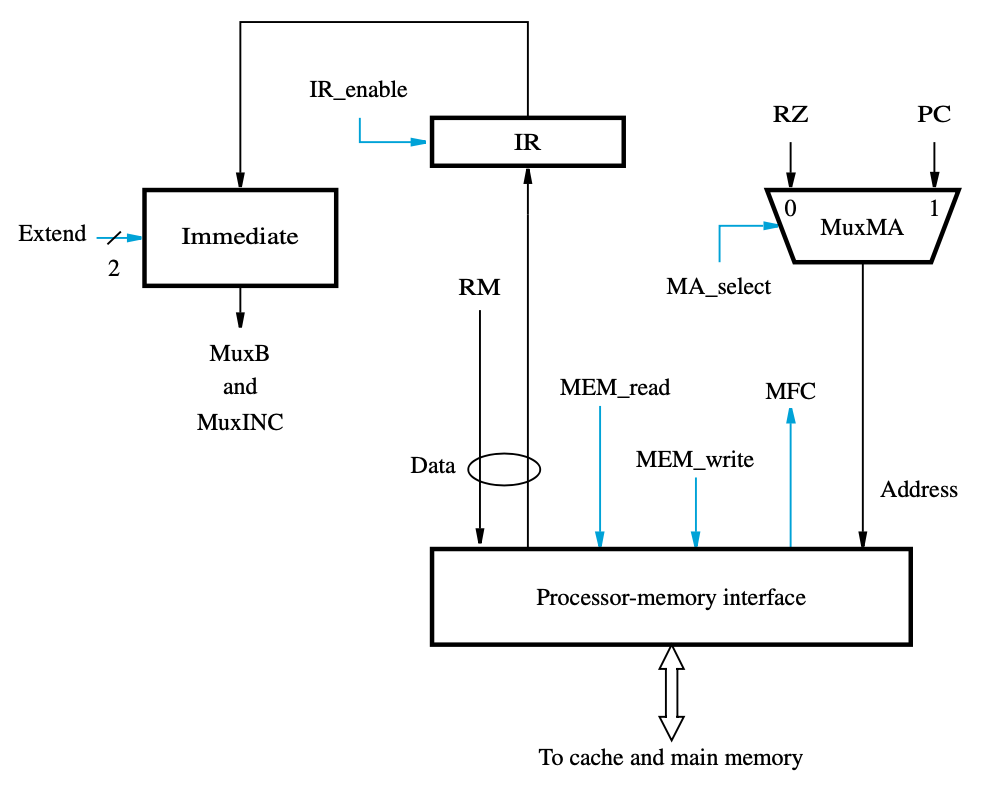 IR_enable
RZ
PC
IR
0
1
MuxMA
Extend
2
Immediate
MA_select
RM
MuxB
and
MuxINC
MEM_read
MFC
Data
MEM_write
Address
Processor-memory interface
To cache and main memory